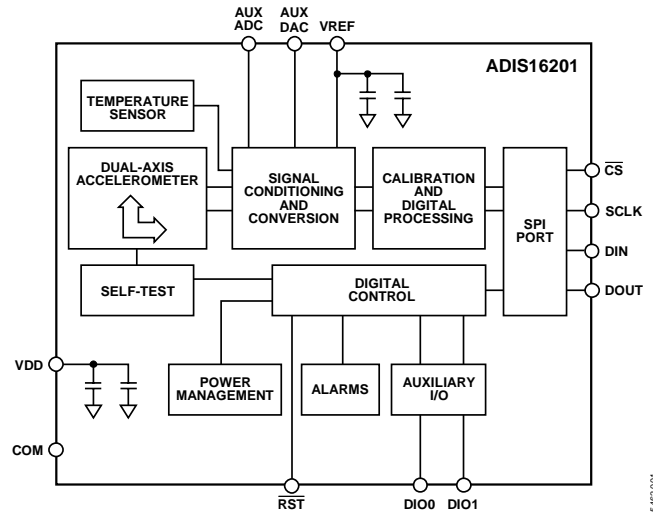 AUX
ADC
AUX
DAC
VREF
ADIS16201
TEMPERATURE
SENSOR
DUAL-AXIS
ACCELEROMETER
SIGNAL
CONDITIONING
AND
CONVERSION
CALIBRATION
AND
DIGITAL
PROCESSING
SPI
PORT
CS
SCLK
DIN
DOUT
SELF-TEST
DIGITAL
CONTROL
VDD
POWER
MANAGEMENT
ALARMS
AUXILIARY
I/O
COM
RST
DIO0
DIO1